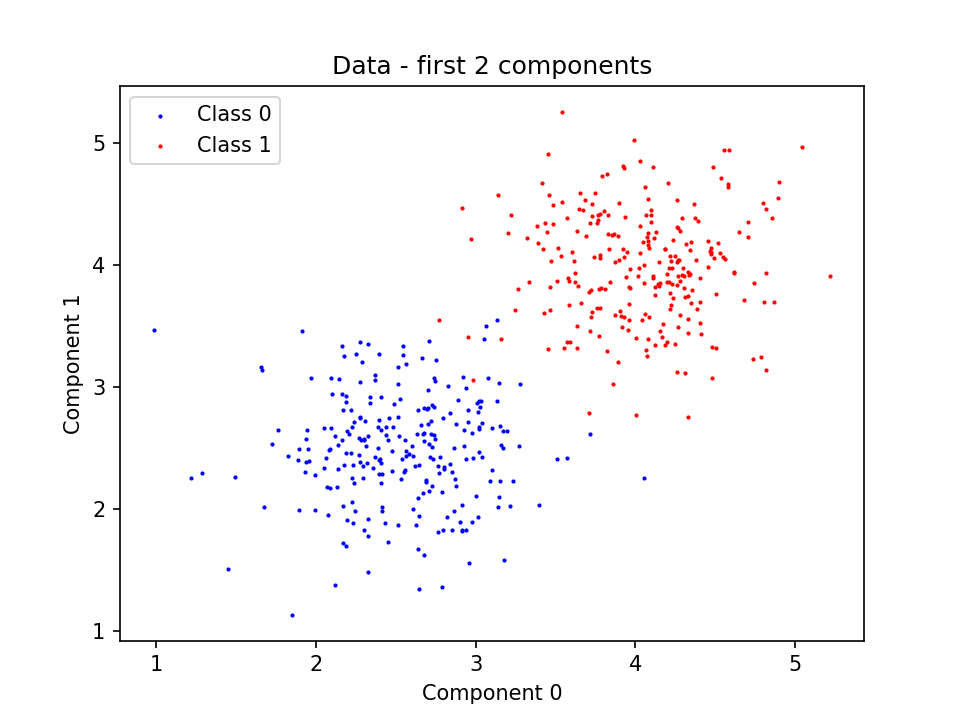 Data - first 2 components
Class 0
Class 1
5
4
3
2
1
Component 1
1 2 3 4 5
Component 0